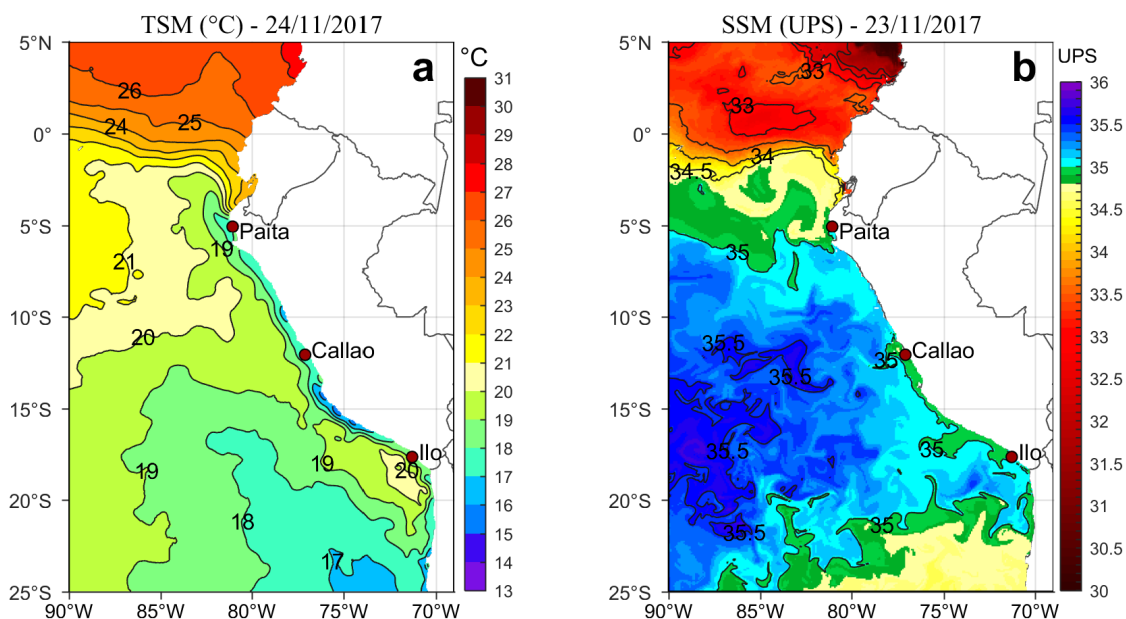 TSM (°C) - 24/11/2017
5°N
0°
5°S
10°S
15°S
20°S
25°S
90°W
85°W
80°W
75°W
70°W
a
26
25
24
21
20
19
19
19
20
18
17
Paita
Callao
Ilo
°C
31
30
29
28
27
26
25
24
23
22
21
20
19
18
17
16
15
14
13
SSM (UPS) - 23/11/2017
5°N
0°
5°S
10°S
15°S
20°S
25°S
90°W
85°W
80°W
75°W
70°W
b
33
33
34
34.5
35
35.5
35.5
35
35.5
35
35
35.5
Paita
Callao
Ilo
UPS
36
35.5
35
34.5
34
33.5
33
32.5
32
31.5
31
30.5
30